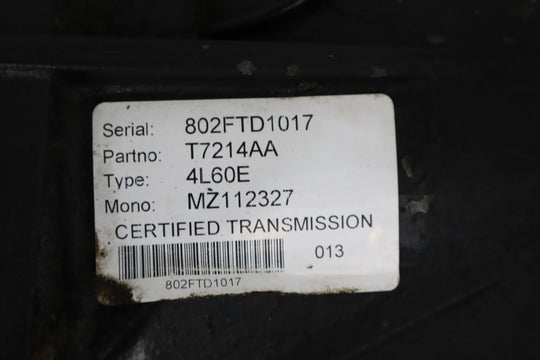 Serial: 802FTD1017
Partno: T7214AA
Type: 4L60E
Mono: MZ112327
CERTIFIED TRANSMISSION
013
802FTD1017